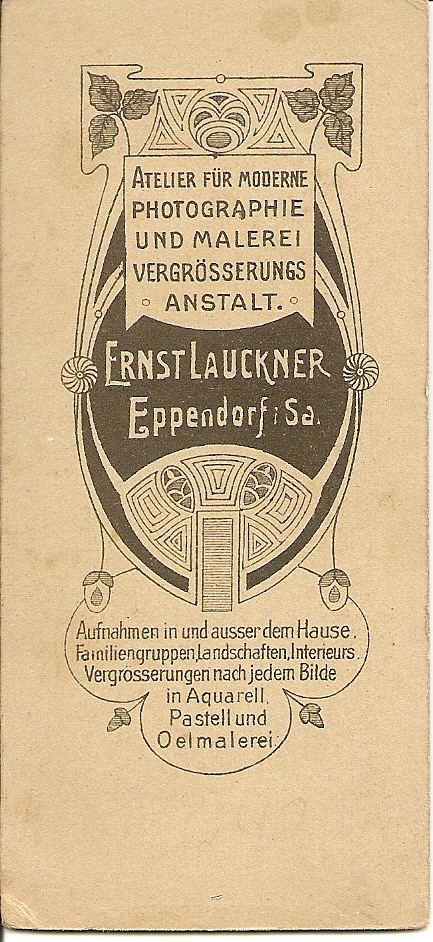 ATELIER FÜR MODERNE
PHOTOGRAPHIE
UND MALEREI
VERGRÖSSERUNGS
ANSTALT.
ERNST LAUCKNER
Eppendorf i Sa.
Aufnahmen in und ausser dem Hause.
Familiengruppen, Landschaften, Interieurs.
Vergrösserungen nach jedem Bilde
in Aquarell,
Pastell und
Oelmalerei